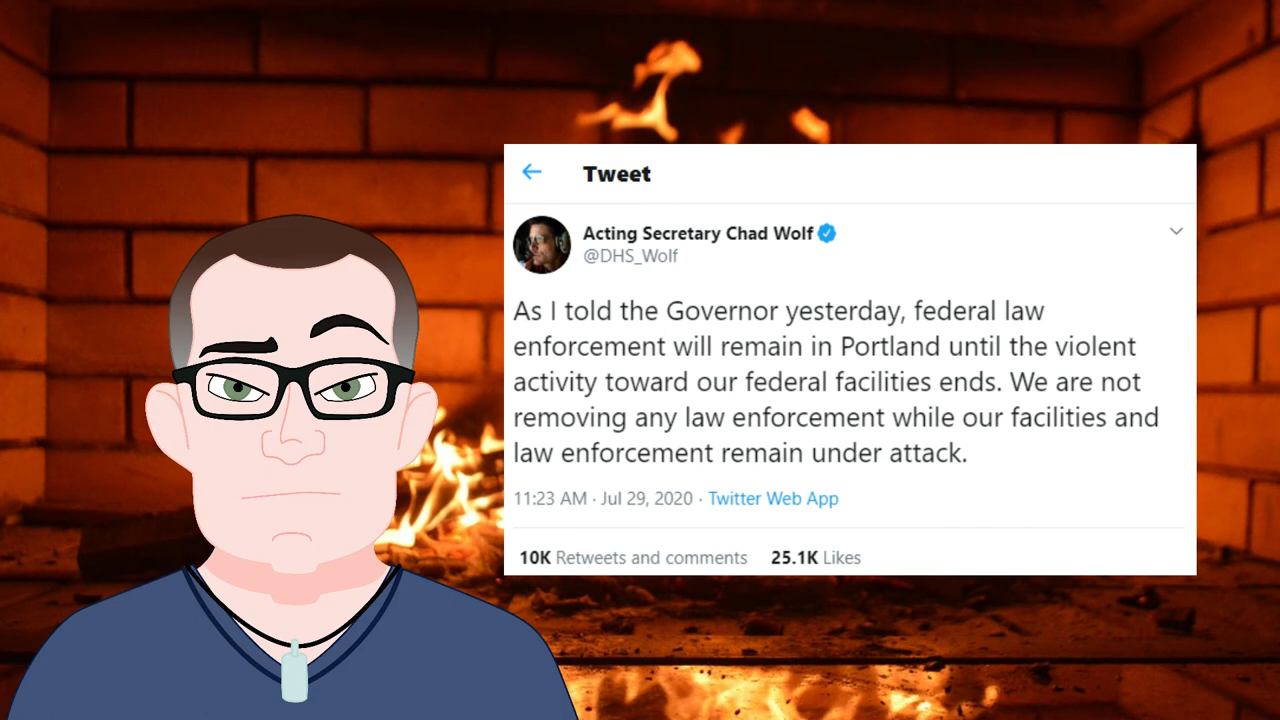 Tweet
Acting Secretary Chad Wolf
@DHS_Wolf
As I told the Governor yesterday, federal law
enforcement will remain in Portland until the violent
activity toward our federal facilities ends. We are not
removing any law enforcement while our facilities and
law enforcement remain under attack.
11:23 AM · Jul 29, 2020 · Twitter Web App
10K Retweets and comments 25.1K Likes